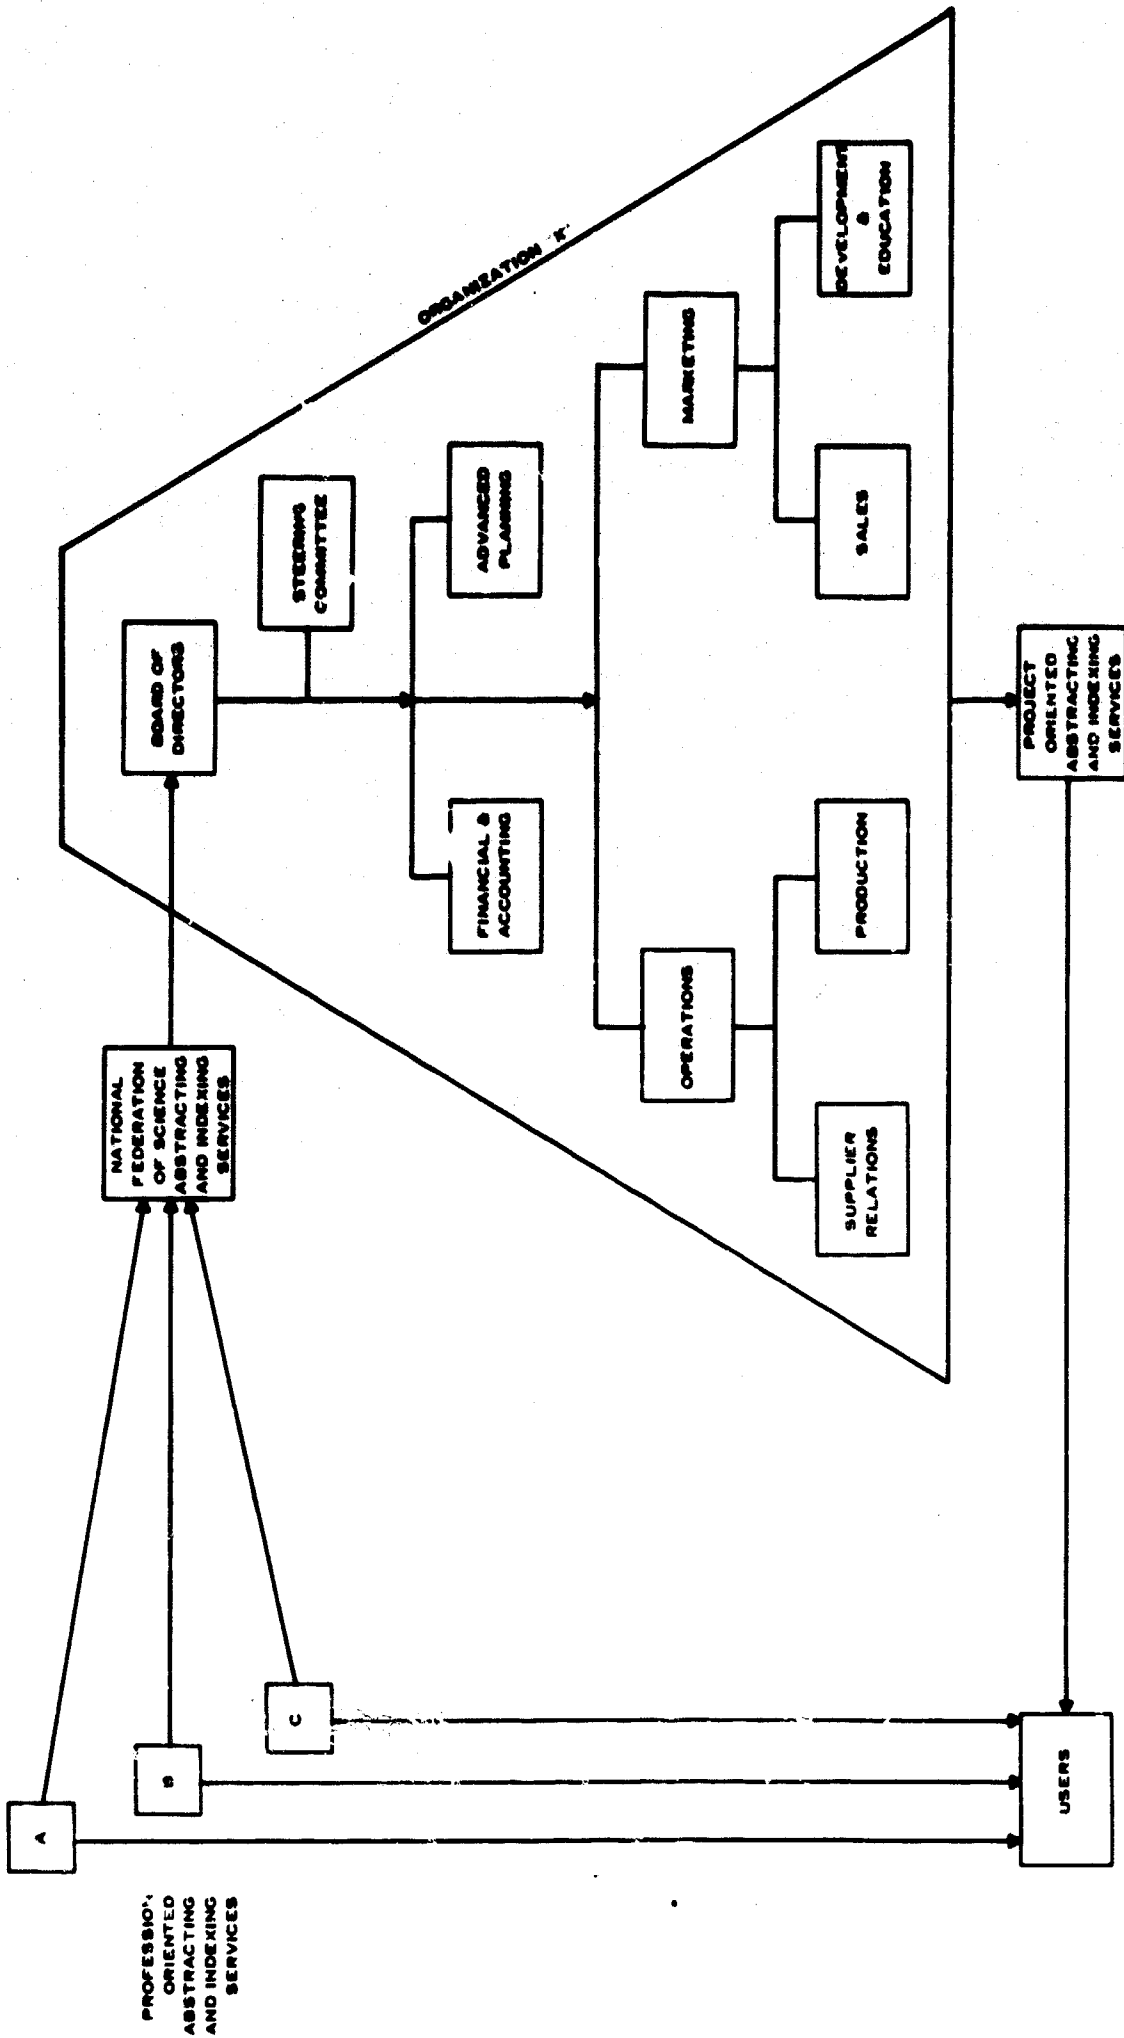 PROFESSION
ORIENTED
ABSTRACTING
AND INDEXING
SERVICES
A
B
C
NATIONAL
FEDERATION
OF SCIENCE
ABSTRACTING
AND INDEXING
SERVICES
BOARD OF
DIRECTORS
ORGANIZATION "X"
STEERING
COMMITTEE
FINANCIAL &
ACCOUNTING
ADVANCED
PLANNING
OPERATIONS
MARKETING
SUPPLIER
RELATIONS
PRODUCTION
SALES
DEVELOPMENT
&
EDUCATION
USERS
PROJECT
ORIENTED
ABSTRACTING
AND INDEXING
SERVICES